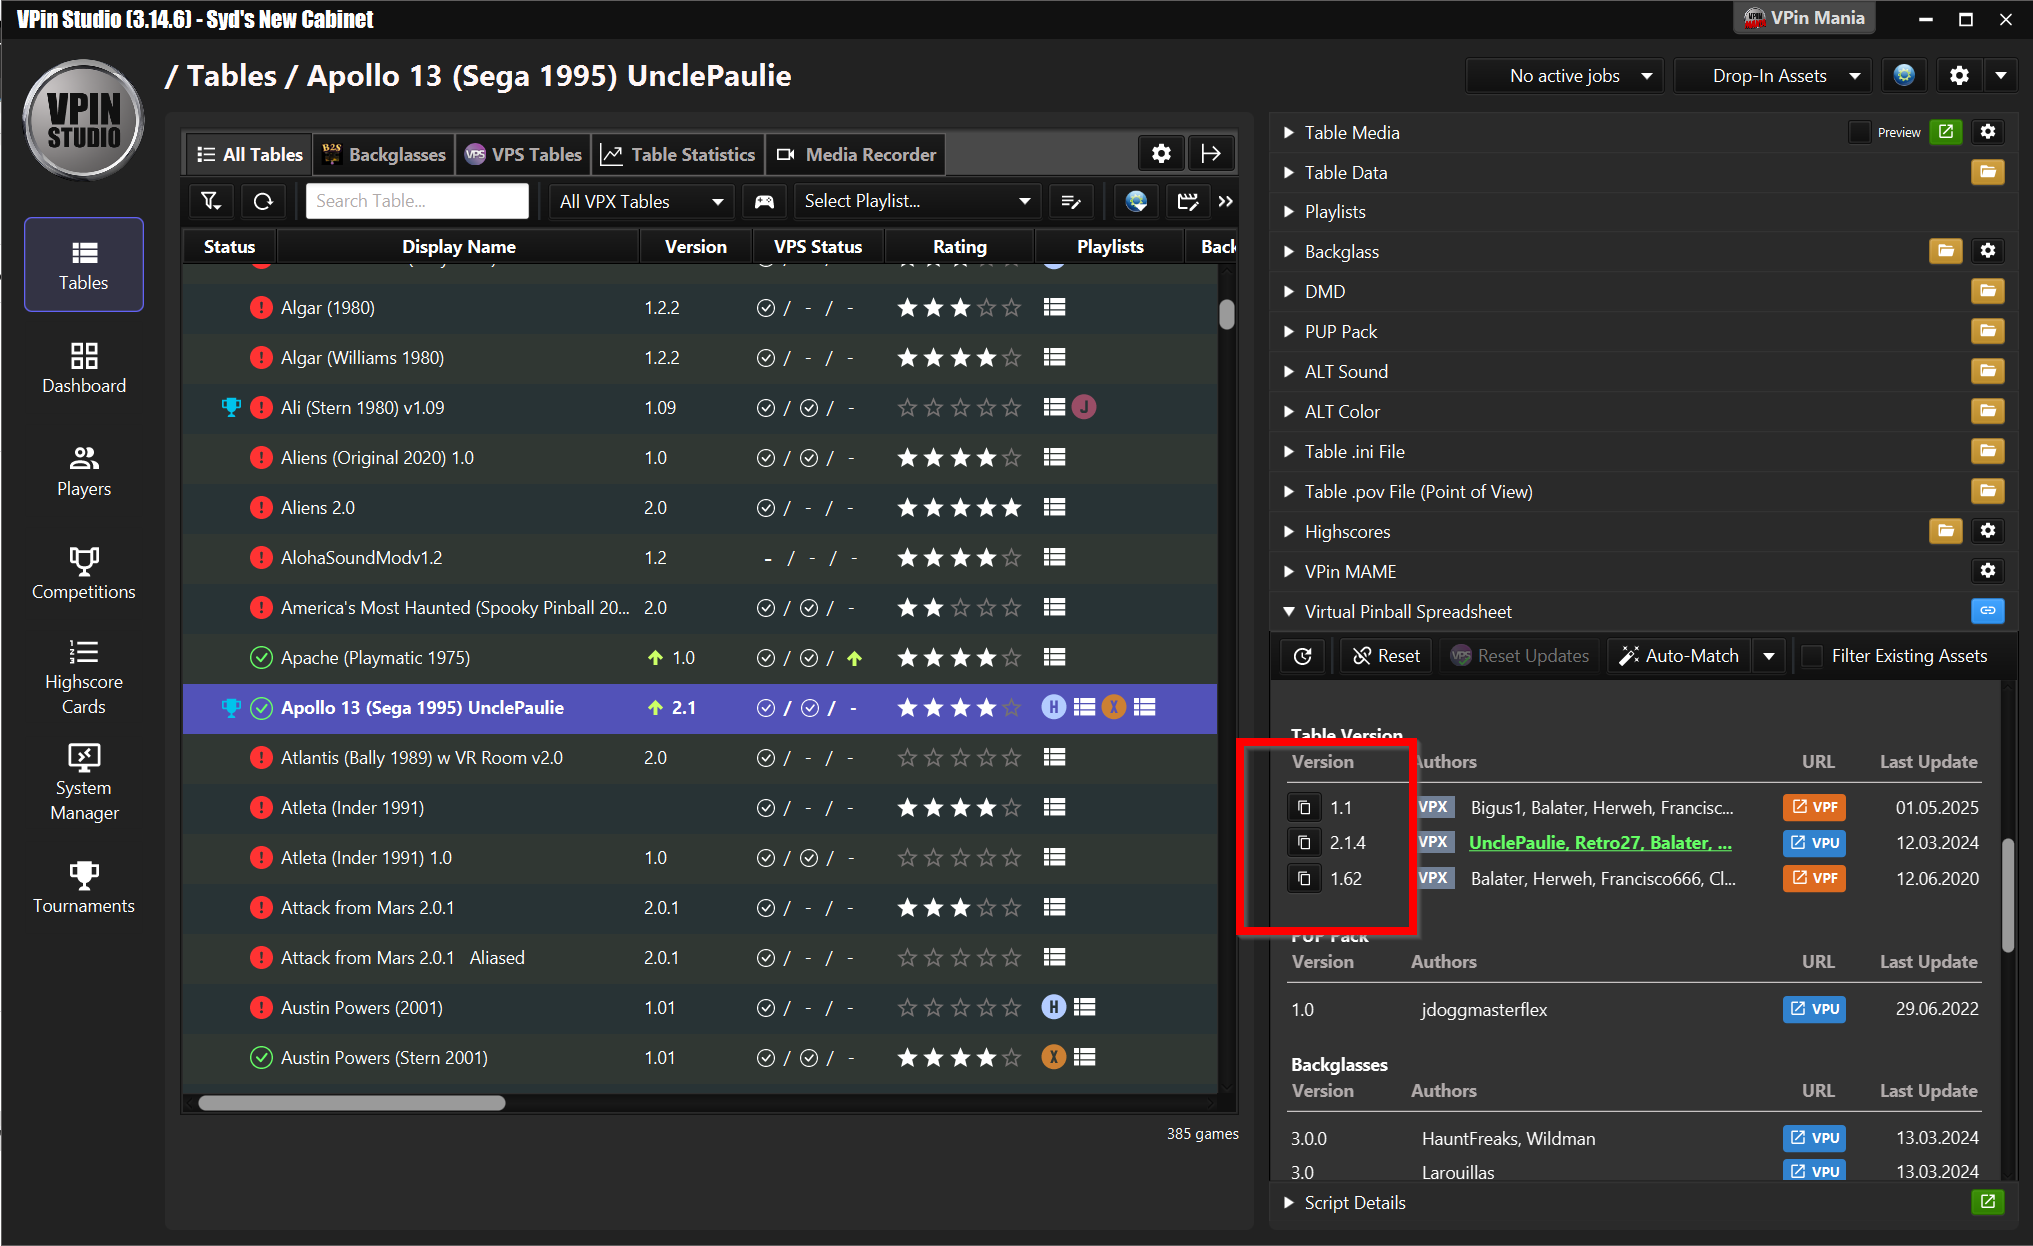 VPin Studio (3.14.6) - Syd's New Cabinet
VPin Mania
VPIN STUDIO
/ Tables / Apollo 13 (Sega 1995) UnclePaulie
No active jobs
Drop-In Assets
Tables
Dashboard
Players
Competitions
Highscore
Cards
System
Manager
Tournaments
All Tables
B2S Backglasses
VPS VPS Tables
Table Statistics
Media Recorder
Search Table...
All VPX Tables
Select Playlist...
Status Display Name Version VPS Status Rating Playlists Back
Algar (1980) 1.2.2 / - / -
Algar (Williams 1980) 1.2.2 / - / -
Ali (Stern 1980) v1.09 1.09 / / - J
Aliens (Original 2020) 1.0 1.0 / / -
Aliens 2.0 2.0 / - / -
AlohaSoundModv1.2 1.2 - / - / -
America's Most Haunted (Spooky Pinball 20... 2.0 / / -
Apache (Playmatic 1975) 1.0 / /
Apollo 13 (Sega 1995) UnclePaulie 2.1 / / - H X
Atlantis (Bally 1989) w VR Room v2.0 2.0 / - / -
Atleta (Inder 1991) / - / -
Atleta (Inder 1991) 1.0 1.0 / / -
Attack from Mars 2.0.1 2.0.1 / - / -
Attack from Mars 2.0.1 Aliased 2.0.1 / - / -
Austin Powers (2001) 1.01 / - / - H
Austin Powers (Stern 2001) 1.01 / / - X
385 games
Table Media Preview
Table Data
Playlists
Backglass
DMD
PUP Pack
ALT Sound
ALT Color
Table .ini File
Table .pov File (Point of View)
Highscores
VPin MAME
Virtual Pinball Spreadsheet
Reset
VPS Reset Updates
Auto-Match
Filter Existing Assets
Table Version
Version Authors URL Last Update
1.1 VPX Bigus1, Balater, Herweh, Francisc... VPF 01.05.2025
2.1.4 VPX UnclePaulie, Retro27, Balater, ... VPU 12.03.2024
1.62 VPX Balater, Herweh, Francisco666, Cl... VPF 12.06.2020
PUP Pack
Version Authors URL Last Update
1.0 jdoggmasterflex VPU 29.06.2022
Backglasses
Version Authors URL Last Update
3.0.0 HauntFreaks, Wildman VPU 13.03.2024
3.0 Larouillas VPU 13.03.2024
Script Details